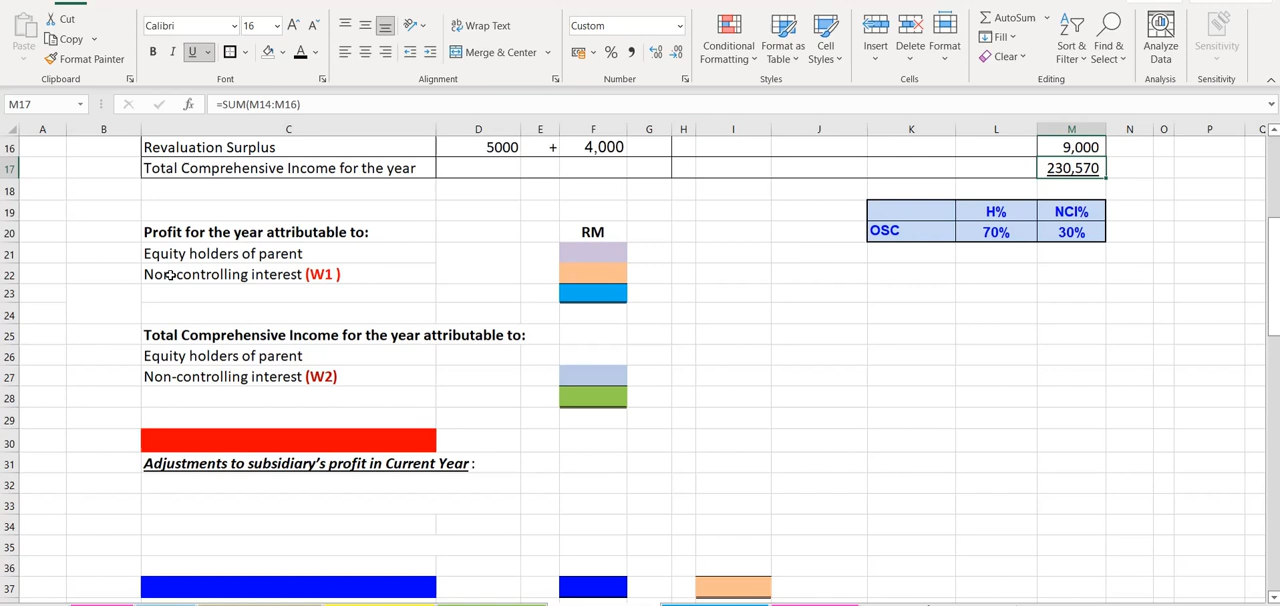 Cut
Copy
Format Painter
Paste
Clipboard
Calibri
16
A A
B I U A
Font
Wrap Text
Merge & Center
Alignment
Custom
% ,
Number
Conditional Formatting
Format as Table
Cell Styles
Styles
Insert
Delete
Format
Cells
AutoSum
Fill
Clear
Sort & Filter
Find & Select
Editing
Analyze Data
Analysis
Sensitivity
Sensitivity
M17 fx =SUM(M14:M16)
A B C D E F G H I J K L M N O P
16 Revaluation Surplus 5000 + 4,000 9,000
17 Total Comprehensive Income for the year 230,570
18
19 H% NCI%
20 Profit for the year attributable to: RM OSC 70% 30%
21 Equity holders of parent
22 Non-controlling interest (W1 )
23
24
25 Total Comprehensive Income for the year attributable to:
26 Equity holders of parent
27 Non-controlling interest (W2)
28
29
30
31 Adjustments to subsidiary's profit in Current Year :
32
33
34
35
36
37